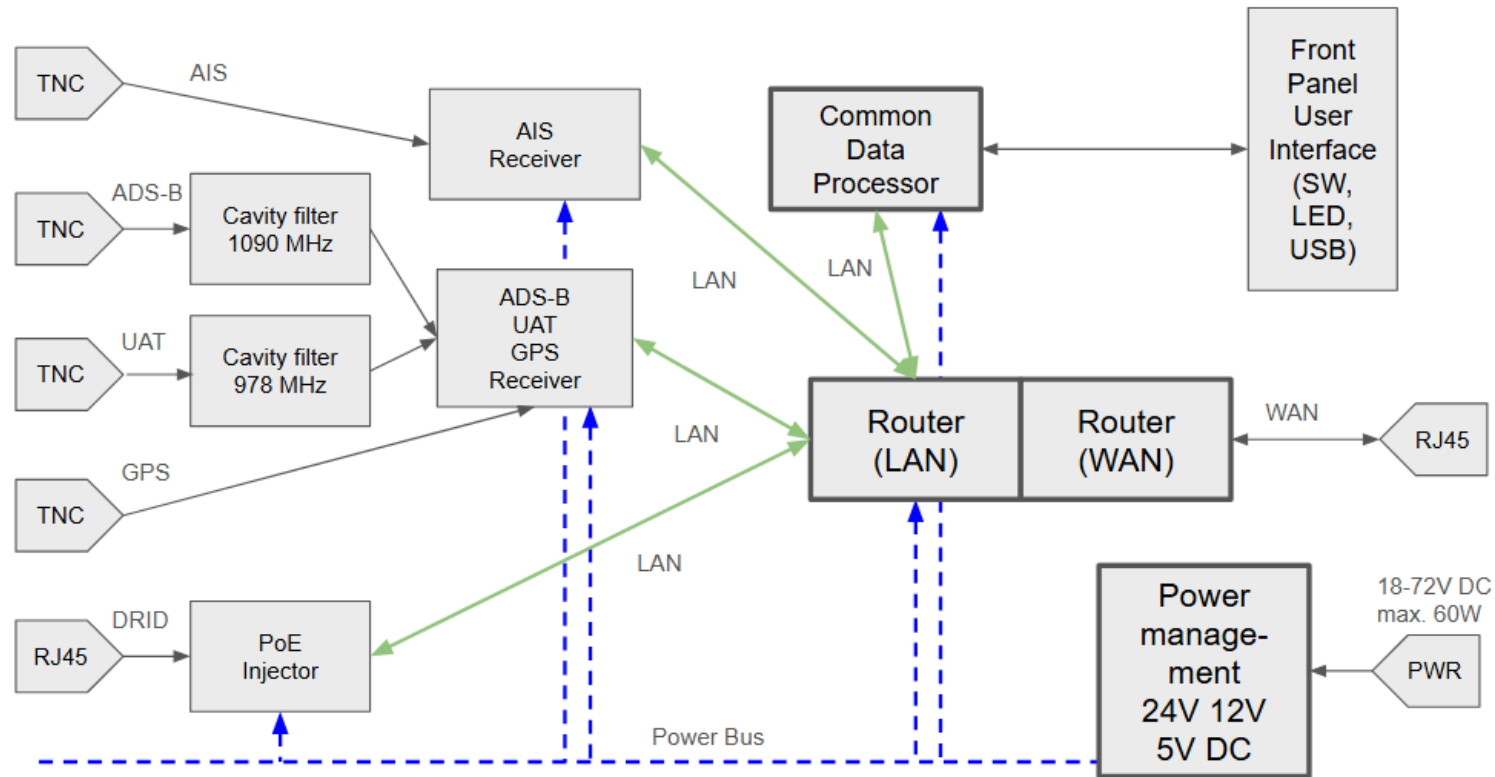 TNC
AIS
AIS
Receiver
Common
Data
Processor
Front
Panel
User
Interface
(SW,
LED,
USB)
TNC
ADS-B
Cavity filter
1090 MHz
LAN
LAN
ADS-B
UAT
GPS
Receiver
TNC
UAT
Cavity filter
978 MHz
LAN
Router
(LAN)
Router
(WAN)
WAN
RJ45
TNC
GPS
LAN
RJ45
DRID
PoE
Injector
Power
manage-
ment
24V 12V
5V DC
18-72V DC
max. 60W
PWR
Power Bus